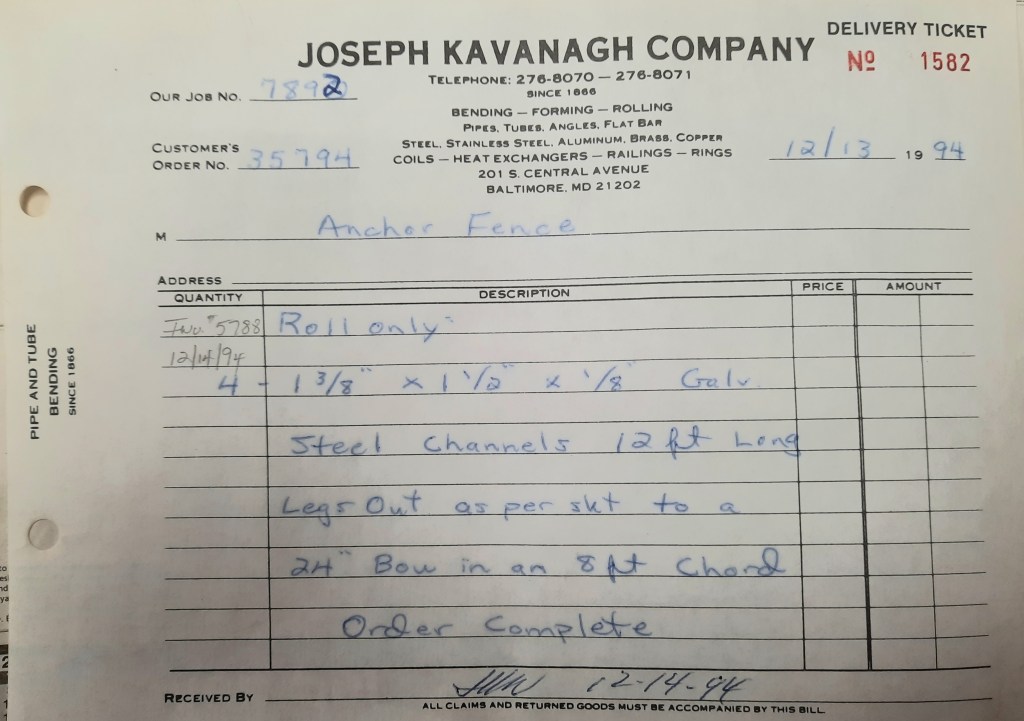 DELIVERY TICKET
JOSEPH KAVANAGH COMPANY
Nº 1582
TELEPHONE: 276-8070 — 276-8071
SINCE 1866
OUR JOB NO. 7892
BENDING — FORMING — ROLLING
PIPES, TUBES, ANGLES, FLAT BAR
STEEL, STAINLESS STEEL, ALUMINUM, BRASS, COPPER
CUSTOMER'S
ORDER NO. 35794
COILS — HEAT EXCHANGERS — RAILINGS — RINGS
12/13 19 94
201 S. CENTRAL AVENUE
BALTIMORE, MD 21202
M Anchor Fence
ADDRESS
QUANTITY DESCRIPTION PRICE AMOUNT
Inv. #5788 Roll only-
12/14/94
4 - 1 3/8" x 1 1/2" x 1/8" Galv.
Steel Channels 12 ft Long
Legs Out as per skt to a
24" Bow in an 8 ft Chord
Order Complete
RECEIVED BY 12-14-94
ALL CLAIMS AND RETURNED GOODS MUST BE ACCOMPANIED BY THIS BILL
PIPE AND TUBE
BENDING
SINCE 1866